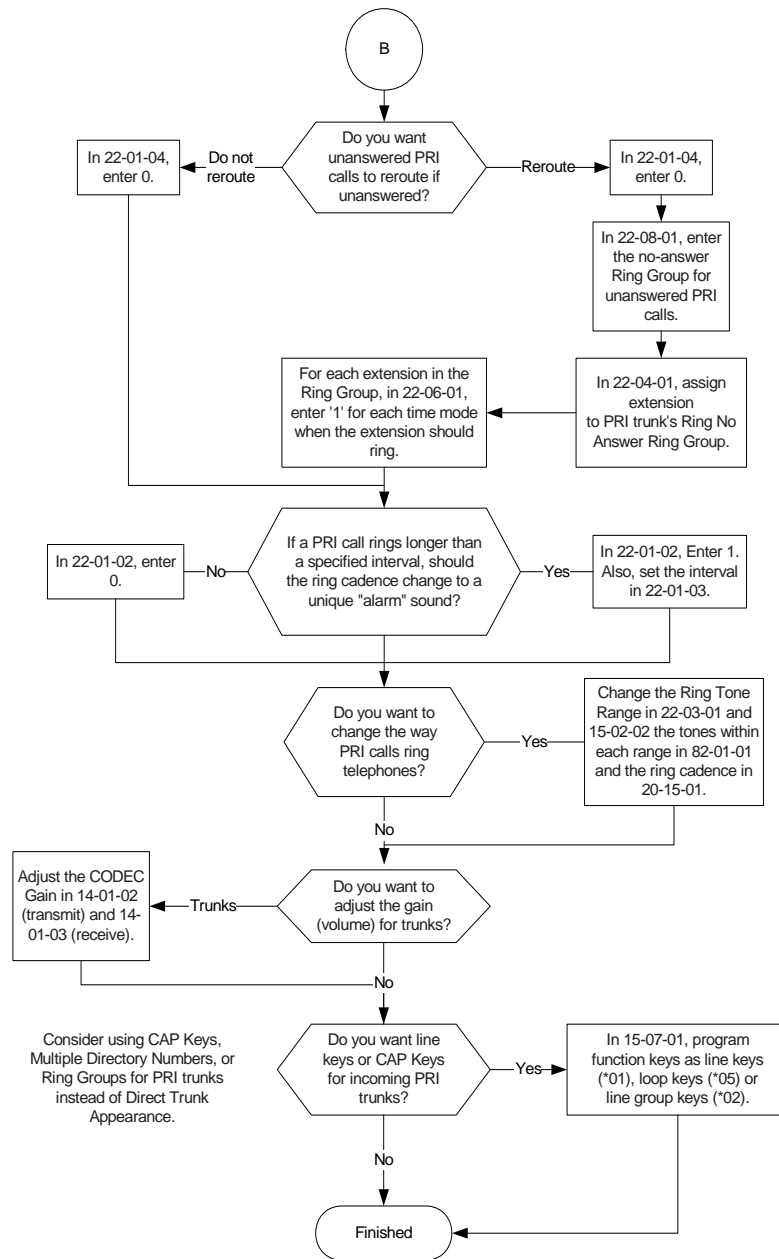 B
Do you want
unanswered PRI
calls to reroute if
unanswered?
Do not
reroute
In 22-01-04,
enter 0.
Reroute
In 22-01-04,
enter 0.
In 22-08-01, enter
the no-answer
Ring Group for
unanswered PRI
calls.
In 22-04-01, assign
extension
to PRI trunk's Ring No
Answer Ring Group.
For each extension in the
Ring Group, in 22-06-01,
enter '1' for each time mode
when the extension should
ring.
If a PRI call rings longer than
a specified interval, should
the ring cadence change to a
unique "alarm" sound?
No
In 22-01-02, enter
0.
Yes
In 22-01-02, Enter 1.
Also, set the interval
in 22-01-03.
Do you want to
change the way
PRI calls ring
telephones?
Yes
Change the Ring Tone
Range in 22-03-01 and
15-02-02 the tones within
each range in 82-01-01
and the ring cadence in
20-15-01.
No
Do you want to
adjust the gain
(volume) for trunks?
Trunks
Adjust the CODEC
Gain in 14-01-02
(transmit) and 14-
01-03 (receive).
No
Consider using CAP Keys,
Multiple Directory Numbers, or
Ring Groups for PRI trunks
instead of Direct Trunk
Appearance.
Do you want line
keys or CAP Keys
for incoming PRI
trunks?
Yes
In 15-07-01, program
function keys as line keys
(*01), loop keys (*05) or
line group keys (*02).
No
Finished